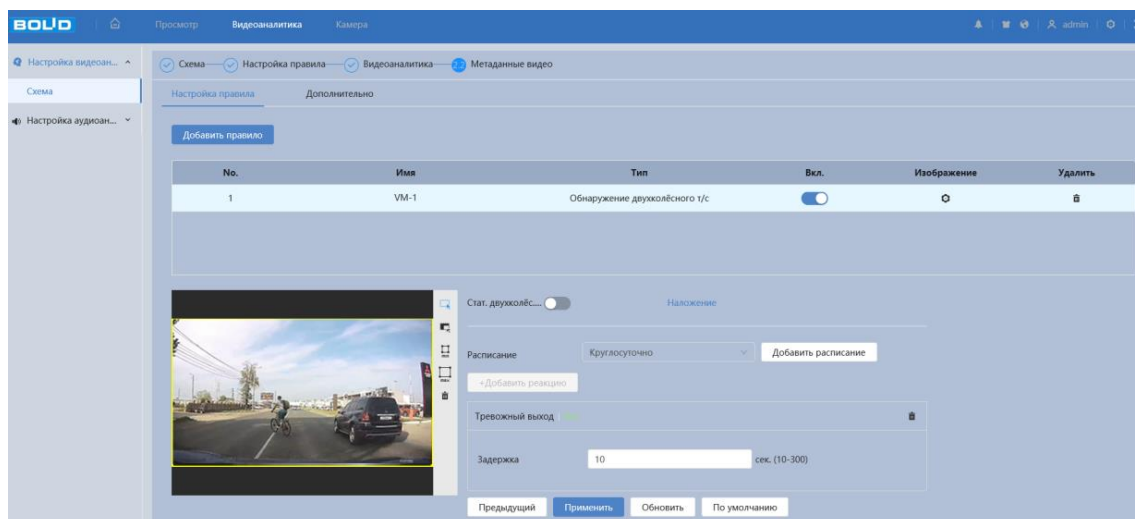 BOLID Просмотр Видеоаналитика Камера admin
Настройка видеоан...
Схема Настройка правила Видеоаналитика 2.2 Метаданные видео
Схема
Настройка правила Дополнительно
Настройка аудиоан...
Добавить правило
No. Имя Тип Вкл. Изображение Удалить
1 VM-1 Обнаружение двухколёсного т/с
Стат. двухколёс.... Наложение
Расписание Круглосуточно Добавить расписание
+Добавить реакцию
Тревожный выход
Задержка 10 сек. (10-300)
Предыдущий Применить Обновить По умолчанию